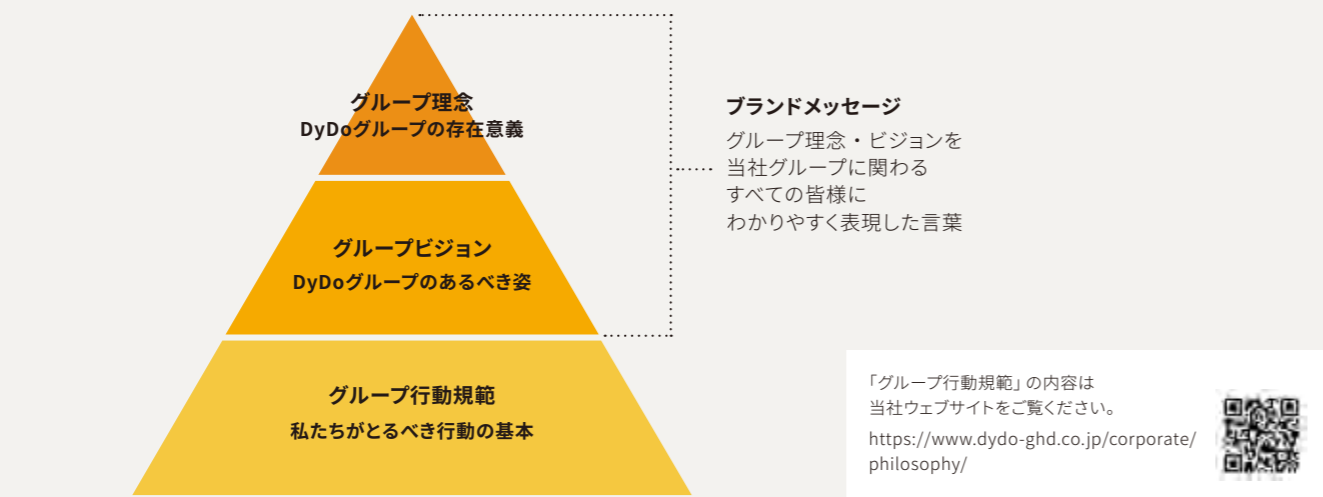 グループ理念
DyDoグループの存在意義
グループビジョン
DyDoグループのあるべき姿
グループ行動規範
私たちがとるべき行動の基本
ブランドメッセージ
グループ理念・ビジョンを
当社グループに関わる
すべての皆様に
わかりやすく表現した言葉
「グループ行動規範」の内容は
当社ウェブサイトをご覧ください。
https://www.dydo-ghd.co.jp/corporate/
philosophy/